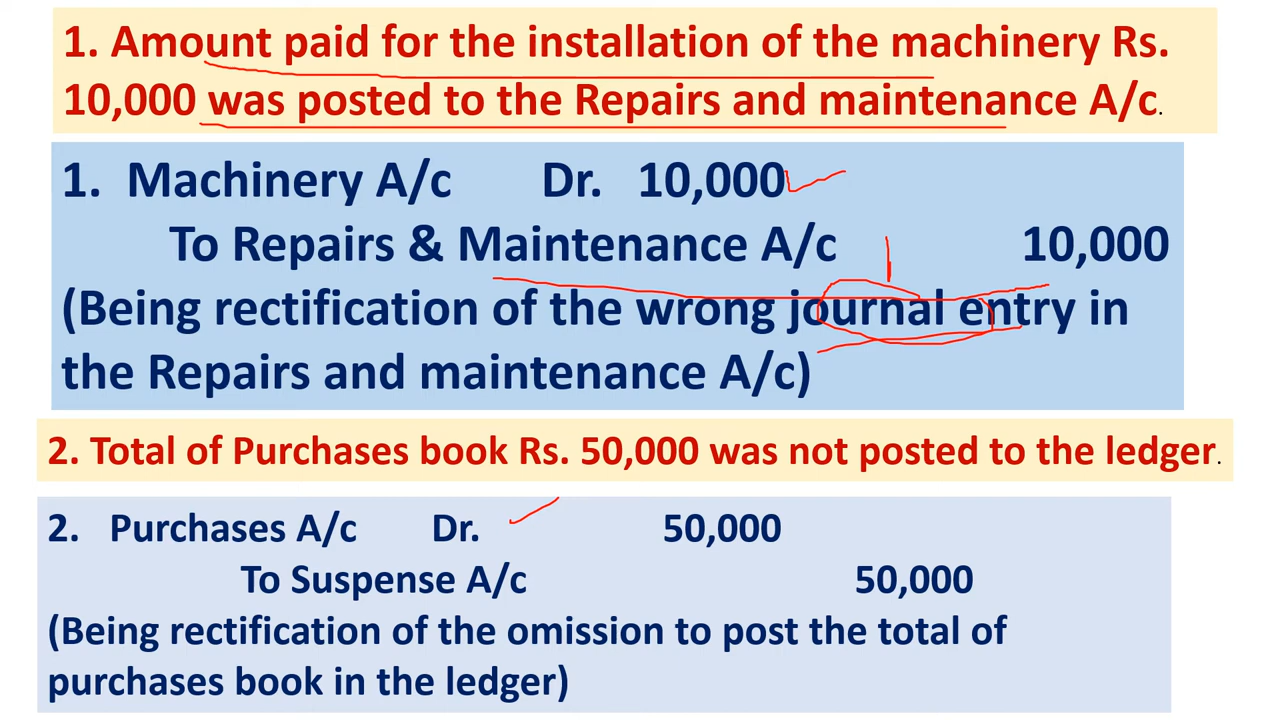 1. Amount paid for the installation of the machinery Rs.
10,000 was posted to the Repairs and maintenance A/c.
1. Machinery A/c Dr. 10,000
To Repairs & Maintenance A/c 10,000
(Being rectification of the wrong journal entry in
the Repairs and maintenance A/c)
2. Total of Purchases book Rs. 50,000 was not posted to the ledger.
2. Purchases A/c Dr. 50,000
To Suspense A/c 50,000
(Being rectification of the omission to post the total of
purchases book in the ledger)